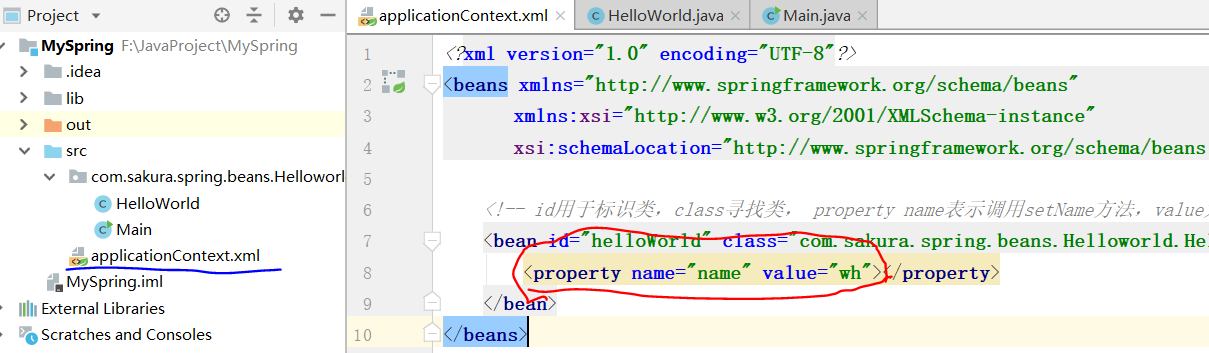 Project
MySpring F:\JavaProject\MySpring
.idea
lib
out
src
com.sakura.spring.beans.Helloworld
HelloWorld
Main
applicationContext.xml
MySpring.iml
External Libraries
Scratches and Consoles
applicationContext.xml
HelloWorld.java
Main.java
1 <?xml version="1.0" encoding="UTF-8"?>
2 <beans xmlns="http://www.springframework.org/schema/beans"
3 xmlns:xsi="http://www.w3.org/2001/XMLSchema-instance"
4 xsi:schemaLocation="http://www.springframework.org/schema/beans
5
6 <!-- id用于标识类，class寻找类， property name表示调用setName方法，value
7 <bean id="helloWorld" class="com.sakura.spring.beans.Helloworld.Hel
8 <property name="name" value="wh"></property>
9 </bean>
10 </beans>